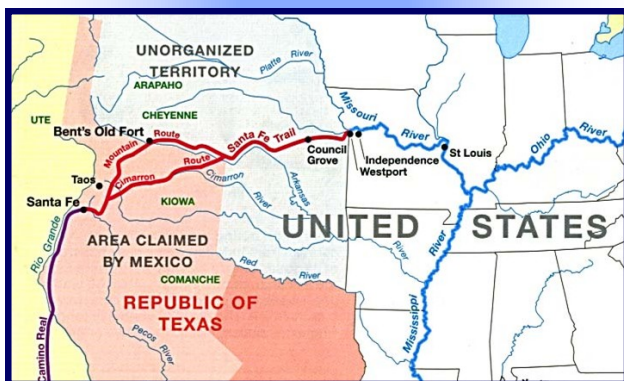 UNORGANIZED
TERRITORY
Platte River
ARAPAHO
CHEYENNE
UTE
Bent's Old Fort
Mountain Route
Santa Fe Trail
Cimarron Route
Taos
Santa Fe
Council
Grove
Independence
Westport
Missouri River
St Louis
Ohio River
Arkansas
Cimarron River
KIOWA
UNITED STATES
Rio Grande
AREA CLAIMED
BY MEXICO
COMANCHE
Red River
REPUBLIC OF
TEXAS
Pecos River
Camino Real
Mississippi River